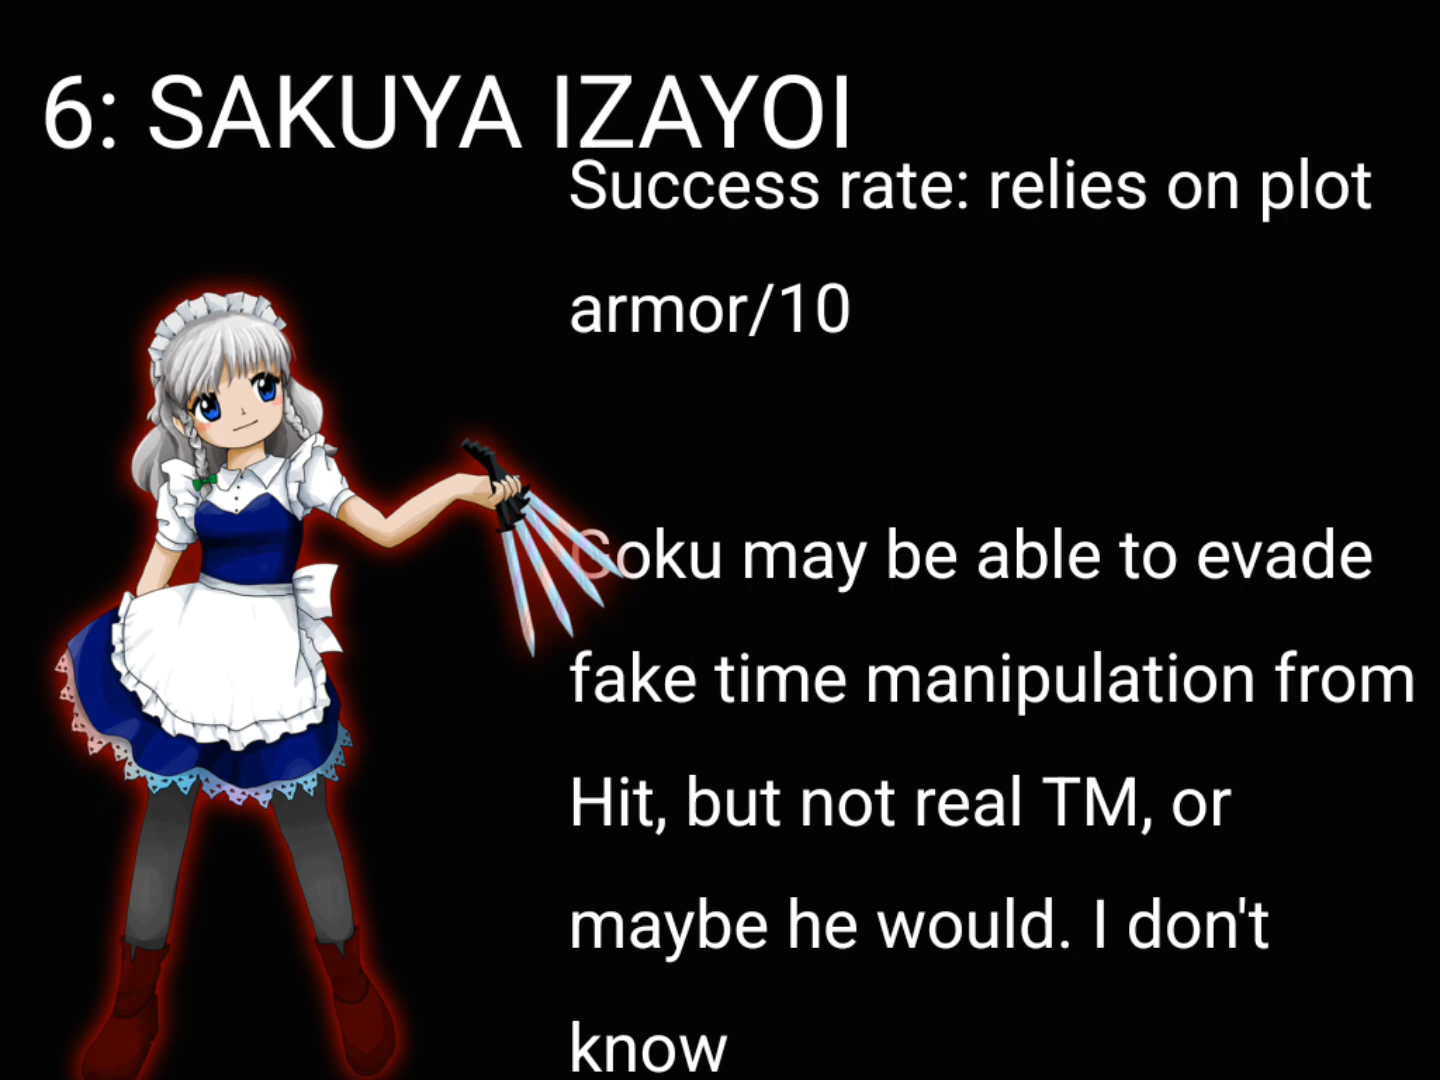 6: SAKUYA IZAYOI
Success rate: relies on plot
armor/10
Goku may be able to evade
fake time manipulation from
Hit, but not real TM, or
maybe he would. I don't
know